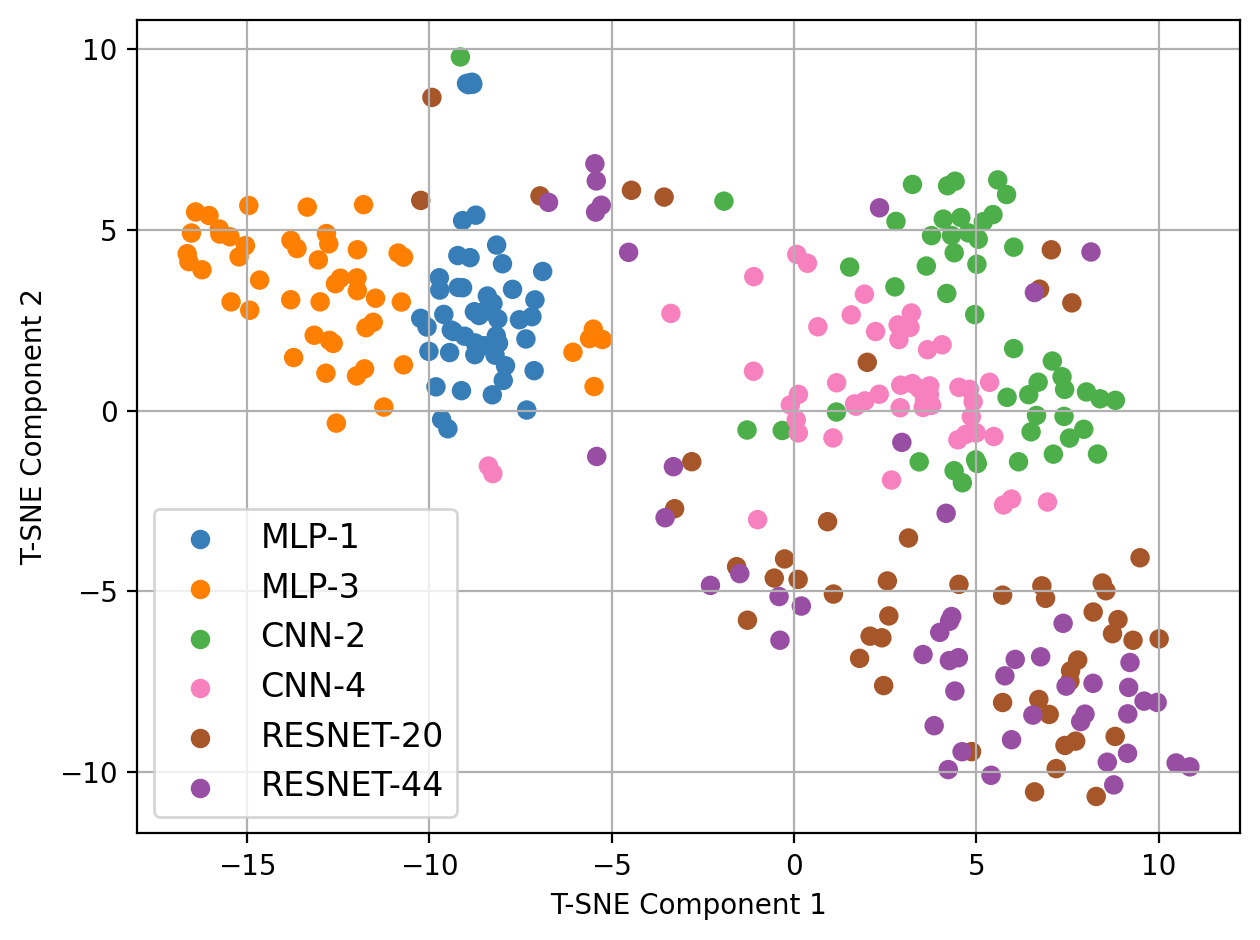 10
5
0
−5
−10
T-SNE Component 2
MLP-1
MLP-3
CNN-2
CNN-4
RESNET-20
RESNET-44
−15
−10
−5
0
5
10
T-SNE Component 1